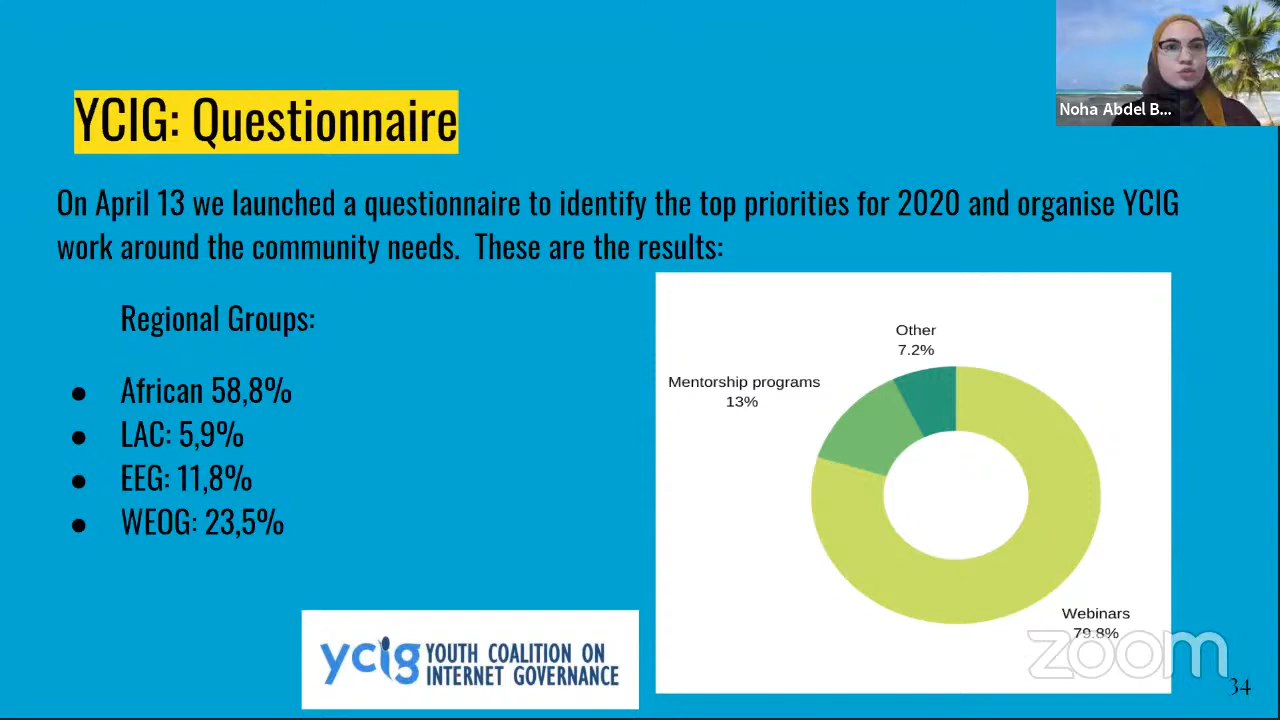 Noha Abdel B...
YCIG: Questionnaire
On April 13 we launched a questionnaire to identify the top priorities for 2020 and organise YCIG
work around the community needs. These are the results:
Regional Groups:
● African 58,8%
● LAC: 5,9%
● EEG: 11,8%
● WEOG: 23,5%
Other
7.2%
Mentorship programs
13%
Webinars
79.8%
ycig YOUTH COALITION ON
INTERNET GOVERNANCE
zoom
34